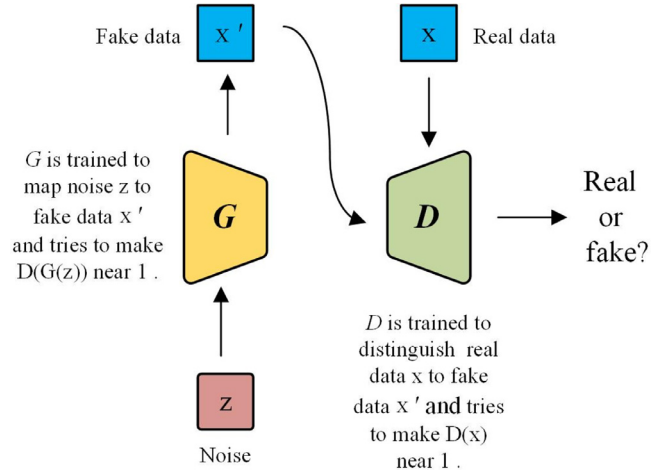 Fake data
x ′
x
Real data
G is trained to
map noise z to
fake data x ′
and tries to make
D(G(z)) near 1 .
G
D
Real
or
fake?
z
Noise
D is trained to
distinguish real
data x to fake
data x ′ and tries
to make D(x)
near 1 .